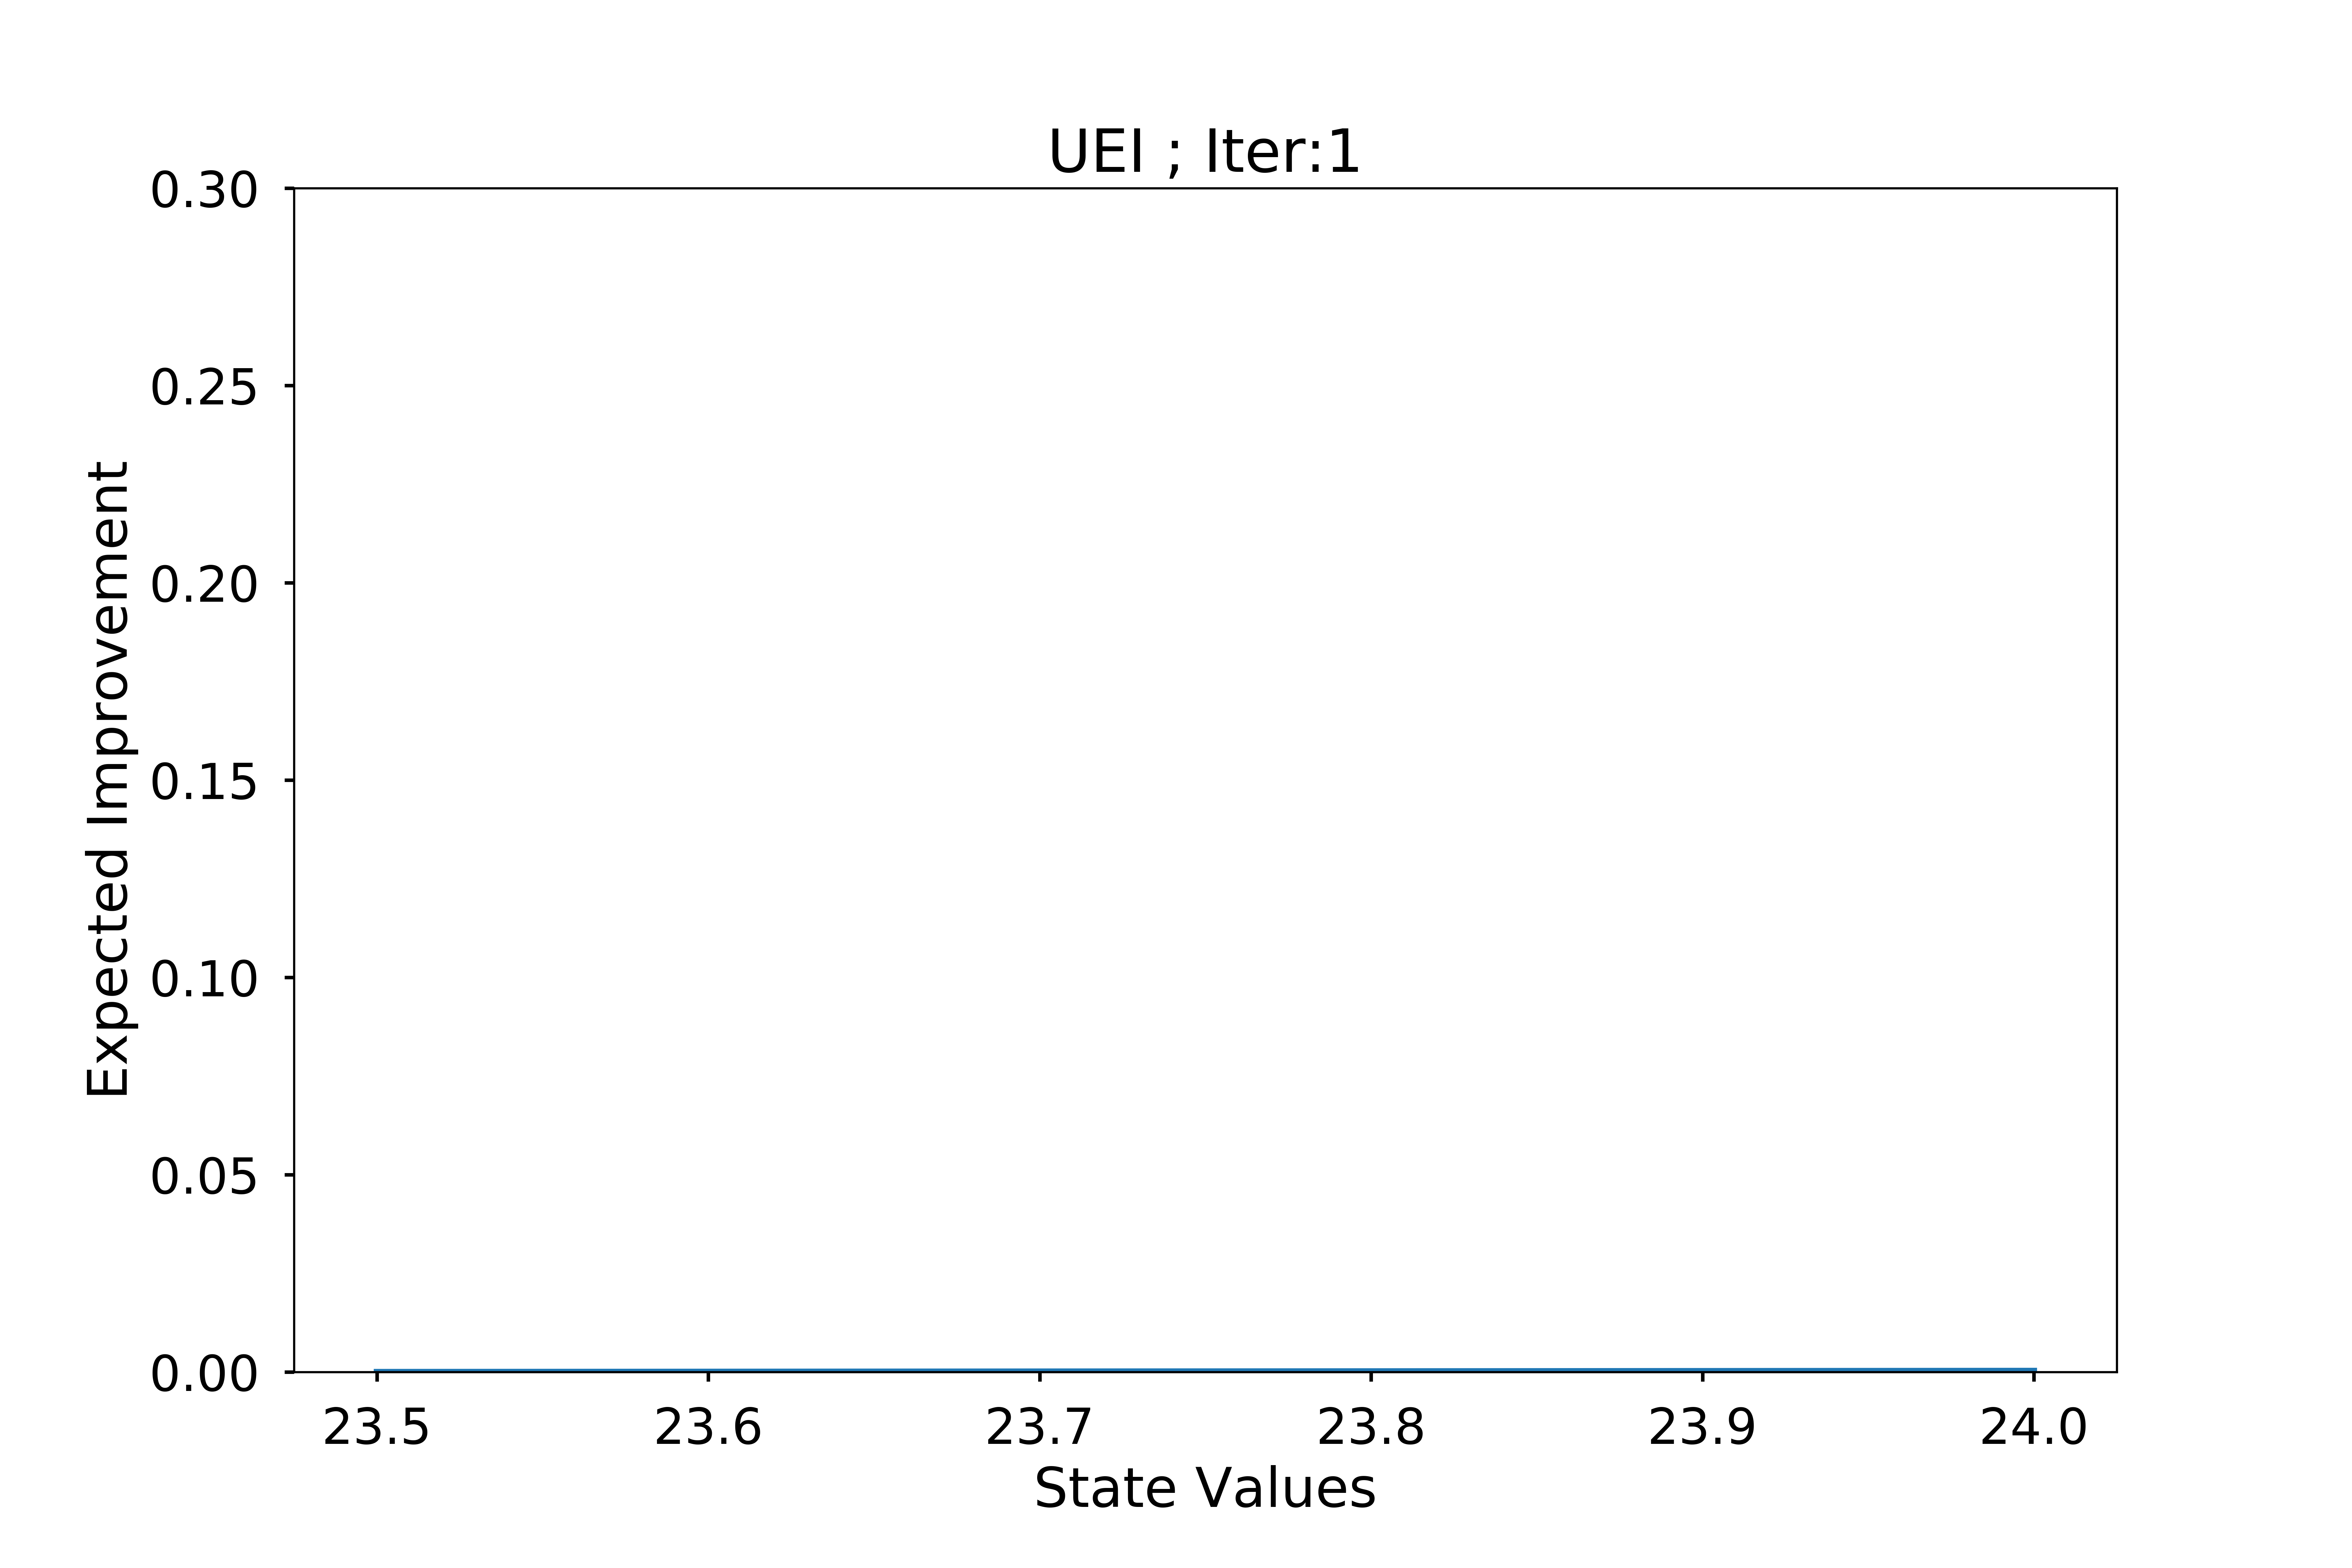 UEI ; Iter:1
0.30
0.25
0.20
0.15
0.10
0.05
0.00
Expected Improvement
23.5 23.6 23.7 23.8 23.9 24.0
State Values